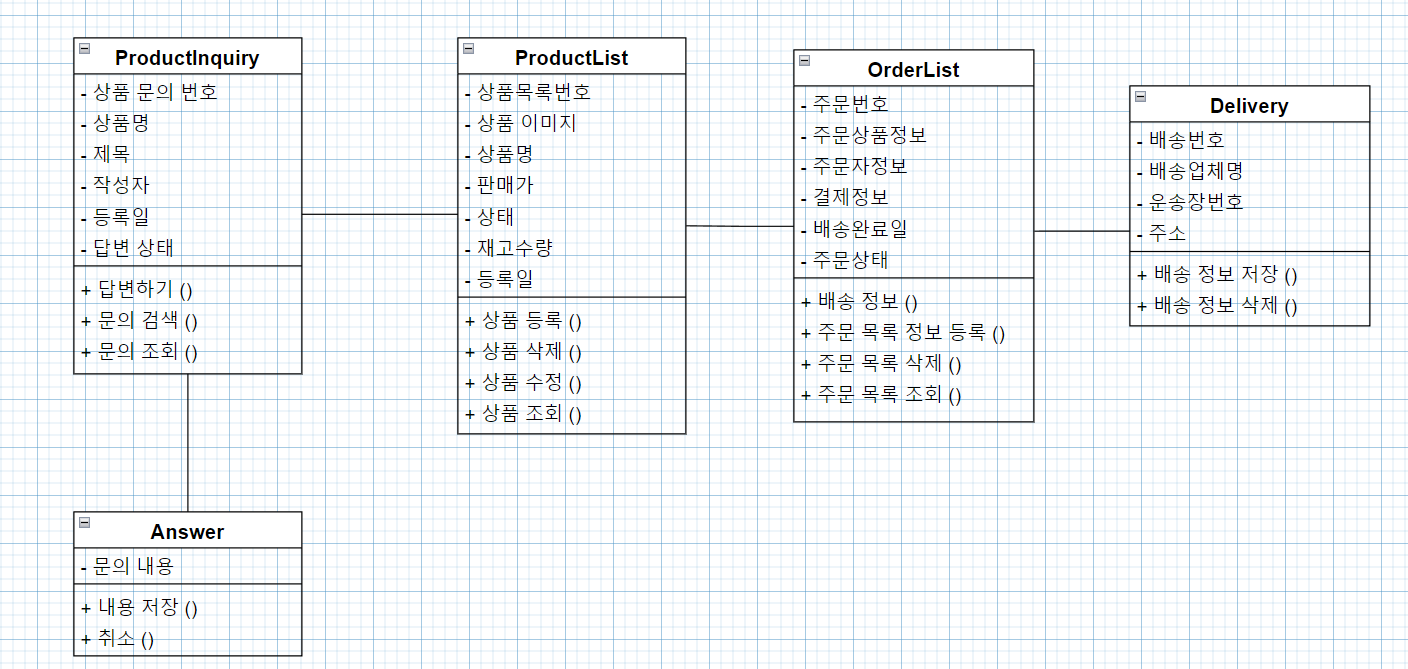 ProductInquiry
- 상품 문의 번호
- 상품명
- 제목
- 작성자
- 등록일
- 답변 상태
+ 답변하기 ()
+ 문의 검색 ()
+ 문의 조회 ()
ProductList
- 상품목록번호
- 상품 이미지
- 상품명
- 판매가
- 상태
- 재고수량
- 등록일
+ 상품 등록 ()
+ 상품 삭제 ()
+ 상품 수정 ()
+ 상품 조회 ()
OrderList
- 주문번호
- 주문상품정보
- 주문자정보
- 결제정보
- 배송완료일
- 주문상태
+ 배송 정보 ()
+ 주문 목록 정보 등록 ()
+ 주문 목록 삭제 ()
+ 주문 목록 조회 ()
Delivery
- 배송번호
- 배송업체명
- 운송장번호
- 주소
+ 배송 정보 저장 ()
+ 배송 정보 삭제 ()
Answer
- 문의 내용
+ 내용 저장 ()
+ 취소 ()